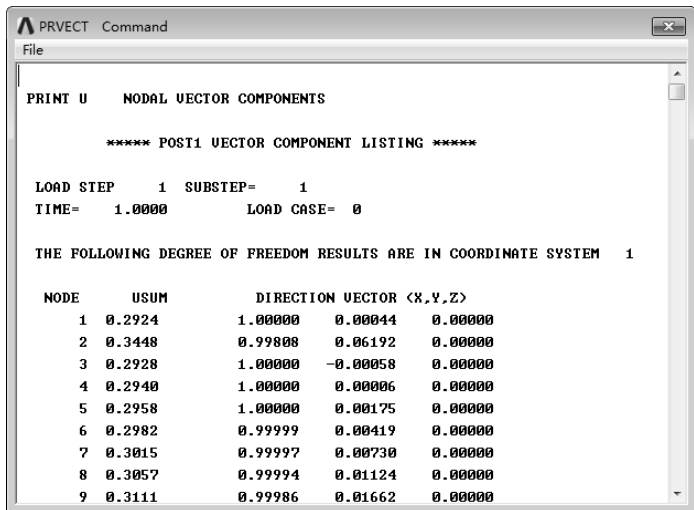 PRVECT Command
File
PRINT U NODAL VECTOR COMPONENTS
***** POST1 VECTOR COMPONENT LISTING *****
LOAD STEP 1 SUBSTEP= 1
TIME= 1.0000 LOAD CASE= 0
THE FOLLOWING DEGREE OF FREEDOM RESULTS ARE IN COORDINATE SYSTEM 1
NODE USUM DIRECTION VECTOR (X,Y,Z)
1 0.2924 1.00000 0.00044 0.00000
2 0.3448 0.99808 0.06192 0.00000
3 0.2928 1.00000 -0.00058 0.00000
4 0.2940 1.00000 0.00006 0.00000
5 0.2958 1.00000 0.00175 0.00000
6 0.2982 0.99999 0.00419 0.00000
7 0.3015 0.99997 0.00730 0.00000
8 0.3057 0.99994 0.01124 0.00000
9 0.3111 0.99986 0.01662 0.00000